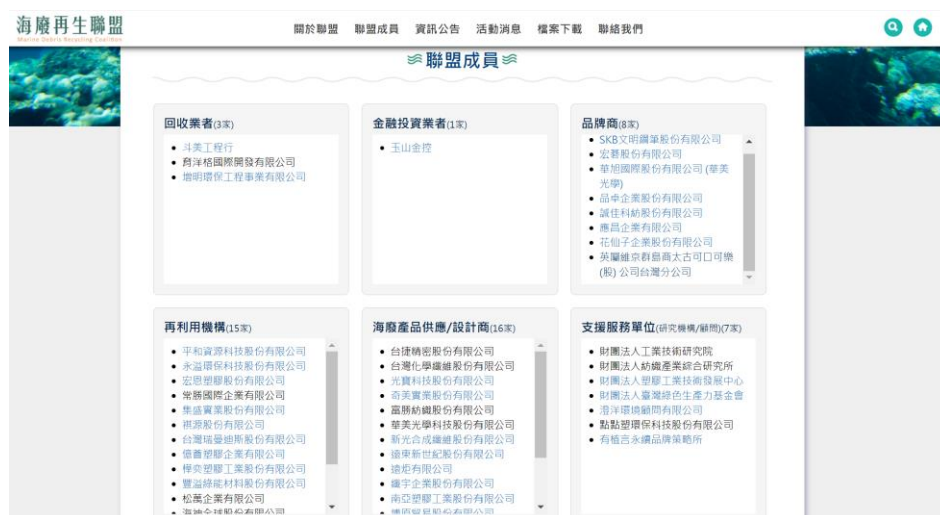 海廢再生聯盟
Marine Debris Recycling Coalition
關於聯盟 聯盟成員 資訊公告 活動消息 檔案下載 聯絡我們
聯盟成員
回收業者(3家)
斗美工程行
育洋格國際開發有限公司
增明環保工程事業有限公司
金融投資業者(1家)
玉山金控
品牌商(8家)
SKB文明鋼筆股份有限公司
宏碁股份有限公司
華旭國際股份有限公司 (華美
光學)
品卓企業股份有限公司
誠佳科紡股份有限公司
應昌企業有限公司
花仙子企業股份有限公司
英屬維京群島商太古可口可樂
(股) 公司台灣分公司
再利用機構(15家)
平和資源科技股份有限公司
永溢環保科技股份有限公司
宏恩塑膠股份有限公司
常勝國際企業有限公司
集盛實業股份有限公司
祺源股份有限公司
台灣瑞曼迪斯股份有限公司
億蕭塑膠企業有限公司
樺奕塑膠工業股份有限公司
豐溢綠能材料股份有限公司
松萬企業有限公司
海神全球股份有限公司
海廢產品供應/設計商(16家)
台捷精密股份有限公司
台灣化學纖維股份有限公司
光寶科技股份有限公司
奇美實業股份有限公司
富勝紡織股份有限公司
華美光學科技股份有限公司
新光合成纖維股份有限公司
遠東新世紀股份有限公司
遠炬有限公司
纖宇企業股份有限公司
南亞塑膠工業股份有限公司
支援服務單位(研究機構/顧問)(7家)
財團法人工業技術研究院
財團法人紡織產業綜合研究所
財團法人塑膠工業技術發展中心
財團法人臺灣綠色生產力基金會
澄洋環境顧問有限公司
點點塑環保科技股份有限公司
有植言永續品牌策略所